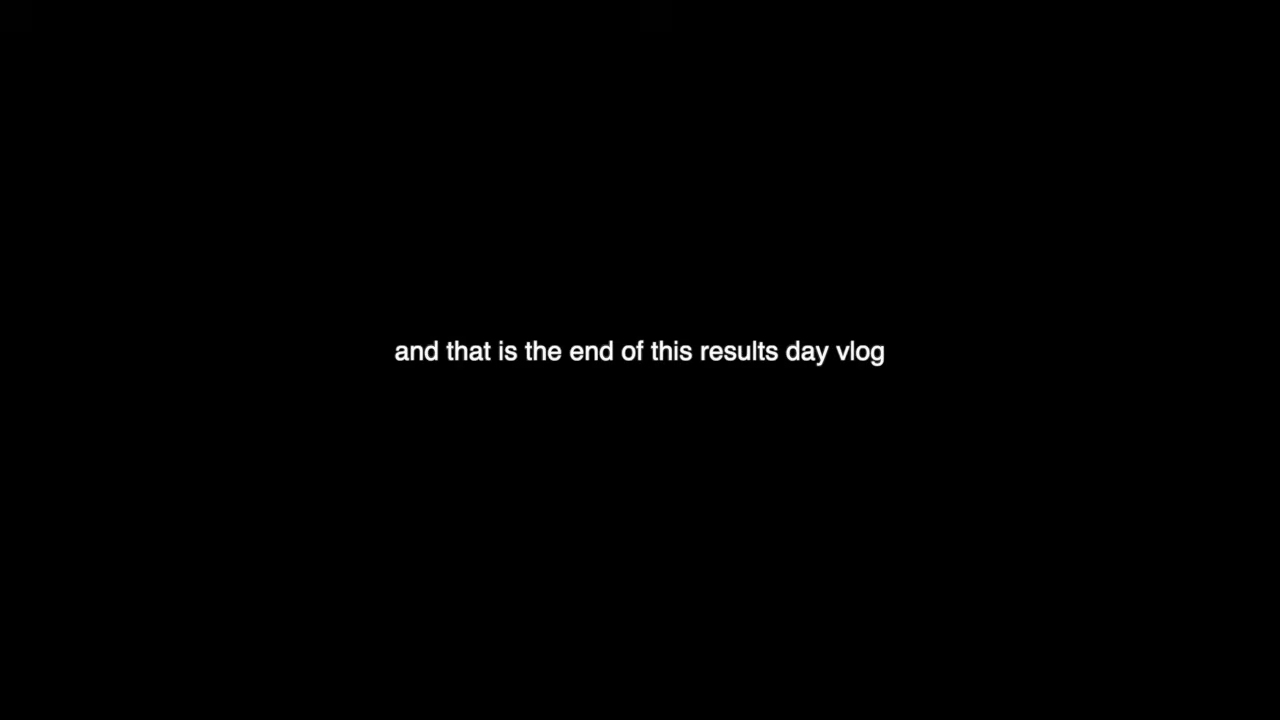 and that is the end of this results day vlog